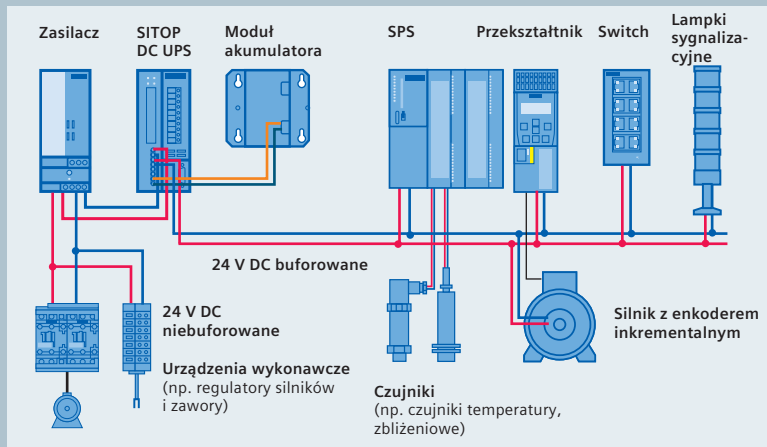 Zasilacz
SITOP
DC UPS
Moduł
akumulatora
SPS
Przekształtnik
Switch
Lampki
sygnaliza-
cyjne
24 V DC buforowane
24 V DC
niebuforowane
Urządzenia wykonawcze
(np. regulatory silników
i zawory)
Czujniki
(np. czujniki temperatury,
zbliżeniowe)
Silnik z enkoderem
inkrementalnym